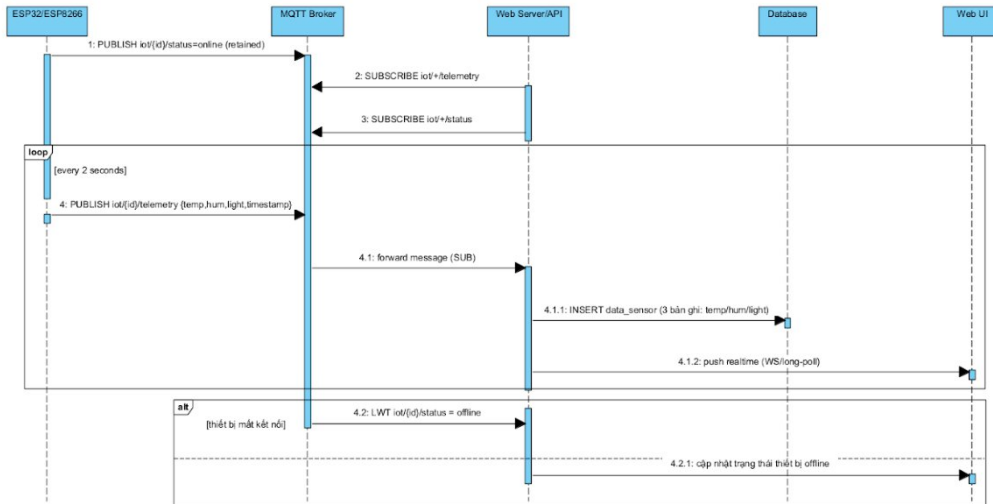 ESP32/ESP8266
MQTT Broker
Web Server/API
Database
Web UI
1: PUBLISH iot/{id}/status=online (retained)
2: SUBSCRIBE iot/+/telemetry
3: SUBSCRIBE iot/+/status
loop
[every 2 seconds]
4: PUBLISH iot/{id}/telemetry {temp,hum,light,timestamp}
4.1: forward message (SUB)
4.1.1: INSERT data_sensor (3 bản ghi: temp/hum/light)
4.1.2: push realtime (WS/long-poll)
alt
[thiết bị mất kết nối]
4.2: LWT iot/{id}/status = offline
4.2.1: cập nhật trạng thái thiết bị offline